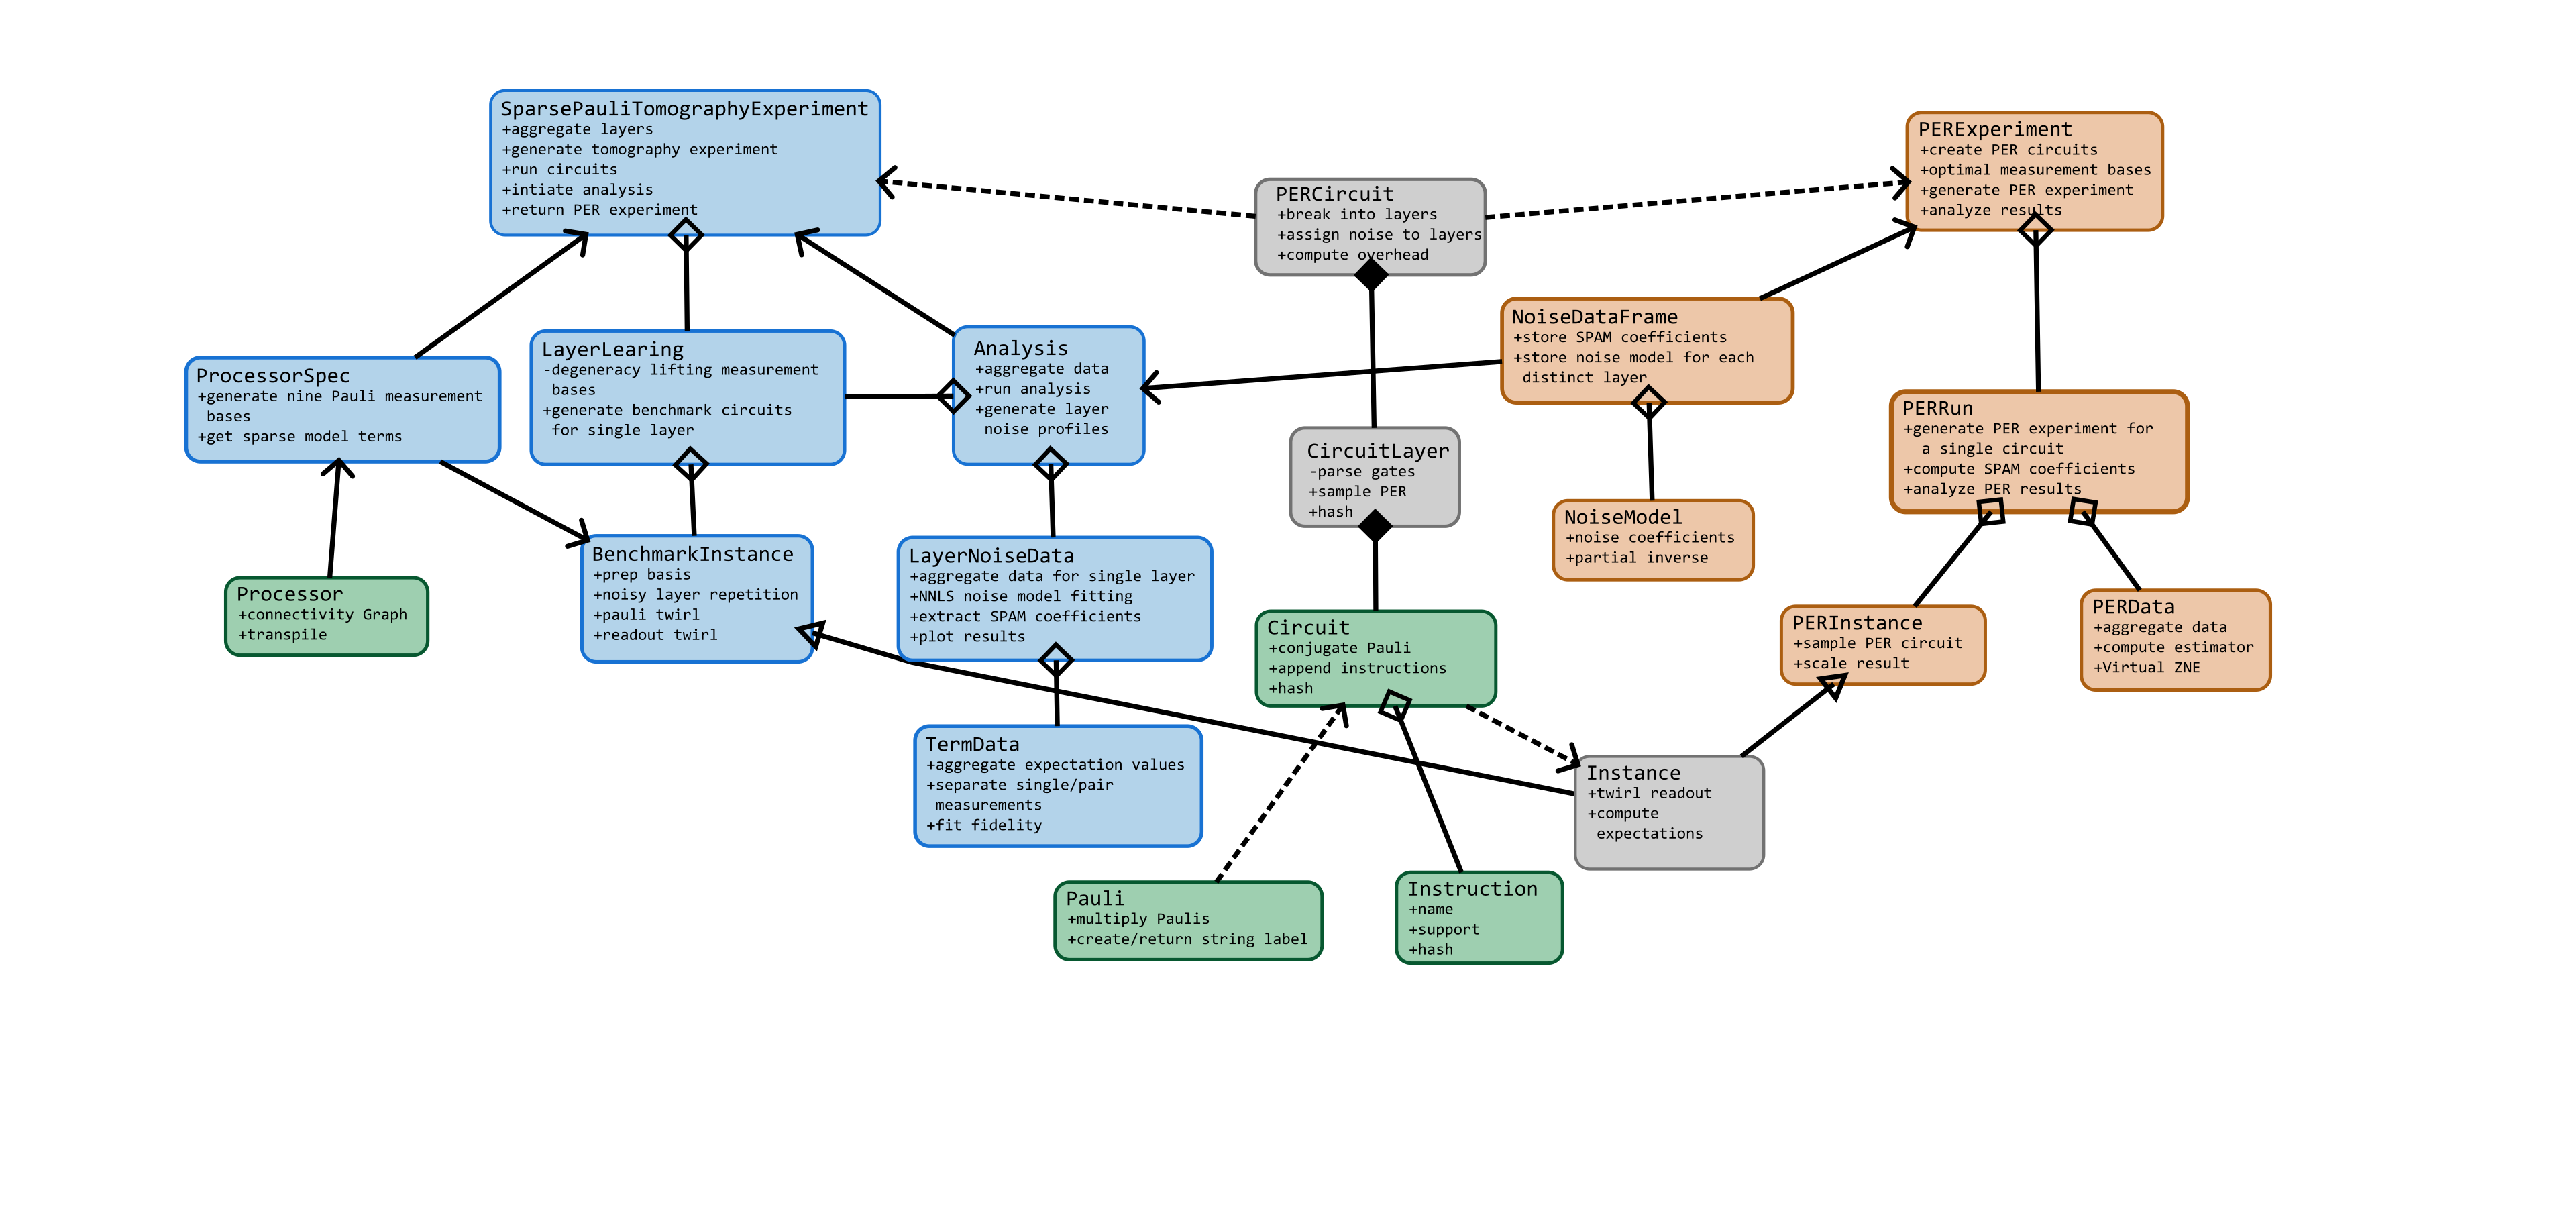 SparsePauliTomographyExperiment
+aggregate layers
+generate tomography experiment
+run circuits
+intiate analysis
+return PER experiment
PERCircuit
+break into layers
+assign noise to layers
+compute overhead
PERExperiment
+create PER circuits
+optimal measurement bases
+generate PER experiment
+analyze results
ProcessorSpec
+generate nine Pauli measurement
bases
+get sparse model terms
LayerLearing
-degeneracy lifting measurement
bases
+generate benchmark circuits
for single layer
Analysis
+aggregate data
+run analysis
+generate layer
noise profiles
NoiseDataFrame
+store SPAM coefficients
+store noise model for each
distinct layer
PERRun
+generate PER experiment for
a single circuit
+compute SPAM coefficients
+analyze PER results
CircuitLayer
-parse gates
+sample PER
+hash
NoiseModel
+noise coefficients
+partial inverse
Processor
+connectivity Graph
+transpile
BenchmarkInstance
+prep basis
+noisy layer repetition
+pauli twirl
+readout twirl
LayerNoiseData
+aggregate data for single layer
+NNLS noise model fitting
+extract SPAM coefficients
+plot results
Circuit
+conjugate Pauli
+append instructions
+hash
PERInstance
+sample PER circuit
+scale result
PERData
+aggregate data
+compute estimator
+Virtual ZNE
TermData
+aggregate expectation values
+separate single/pair
measurements
+fit fidelity
Instance
+twirl readout
+compute
expectations
Pauli
+multiply Paulis
+create/return string label
Instruction
+name
+support
+hash